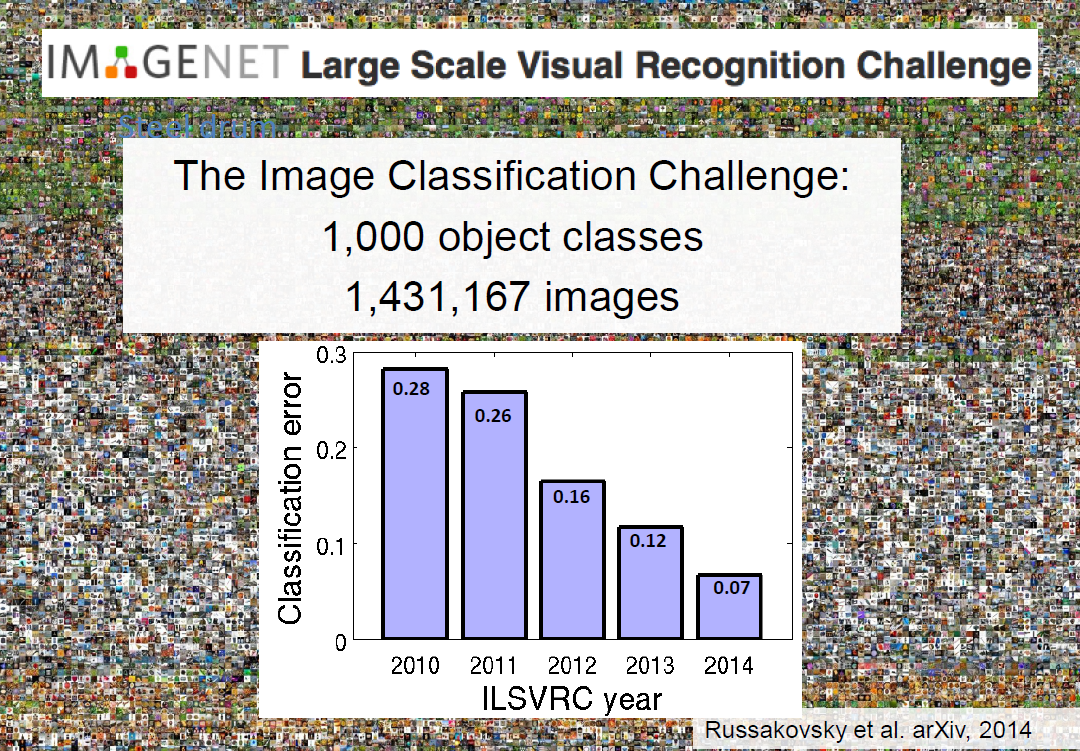 IMAGENET Large Scale Visual Recognition Challenge
Steel drum
The Image Classification Challenge:
1,000 object classes
1,431,167 images
Classification error
0.3
0.2
0.1
0
0.28
0.26
0.16
0.12
0.07
2010 2011 2012 2013 2014
ILSVRC year
Russakovsky et al. arXiv, 2014